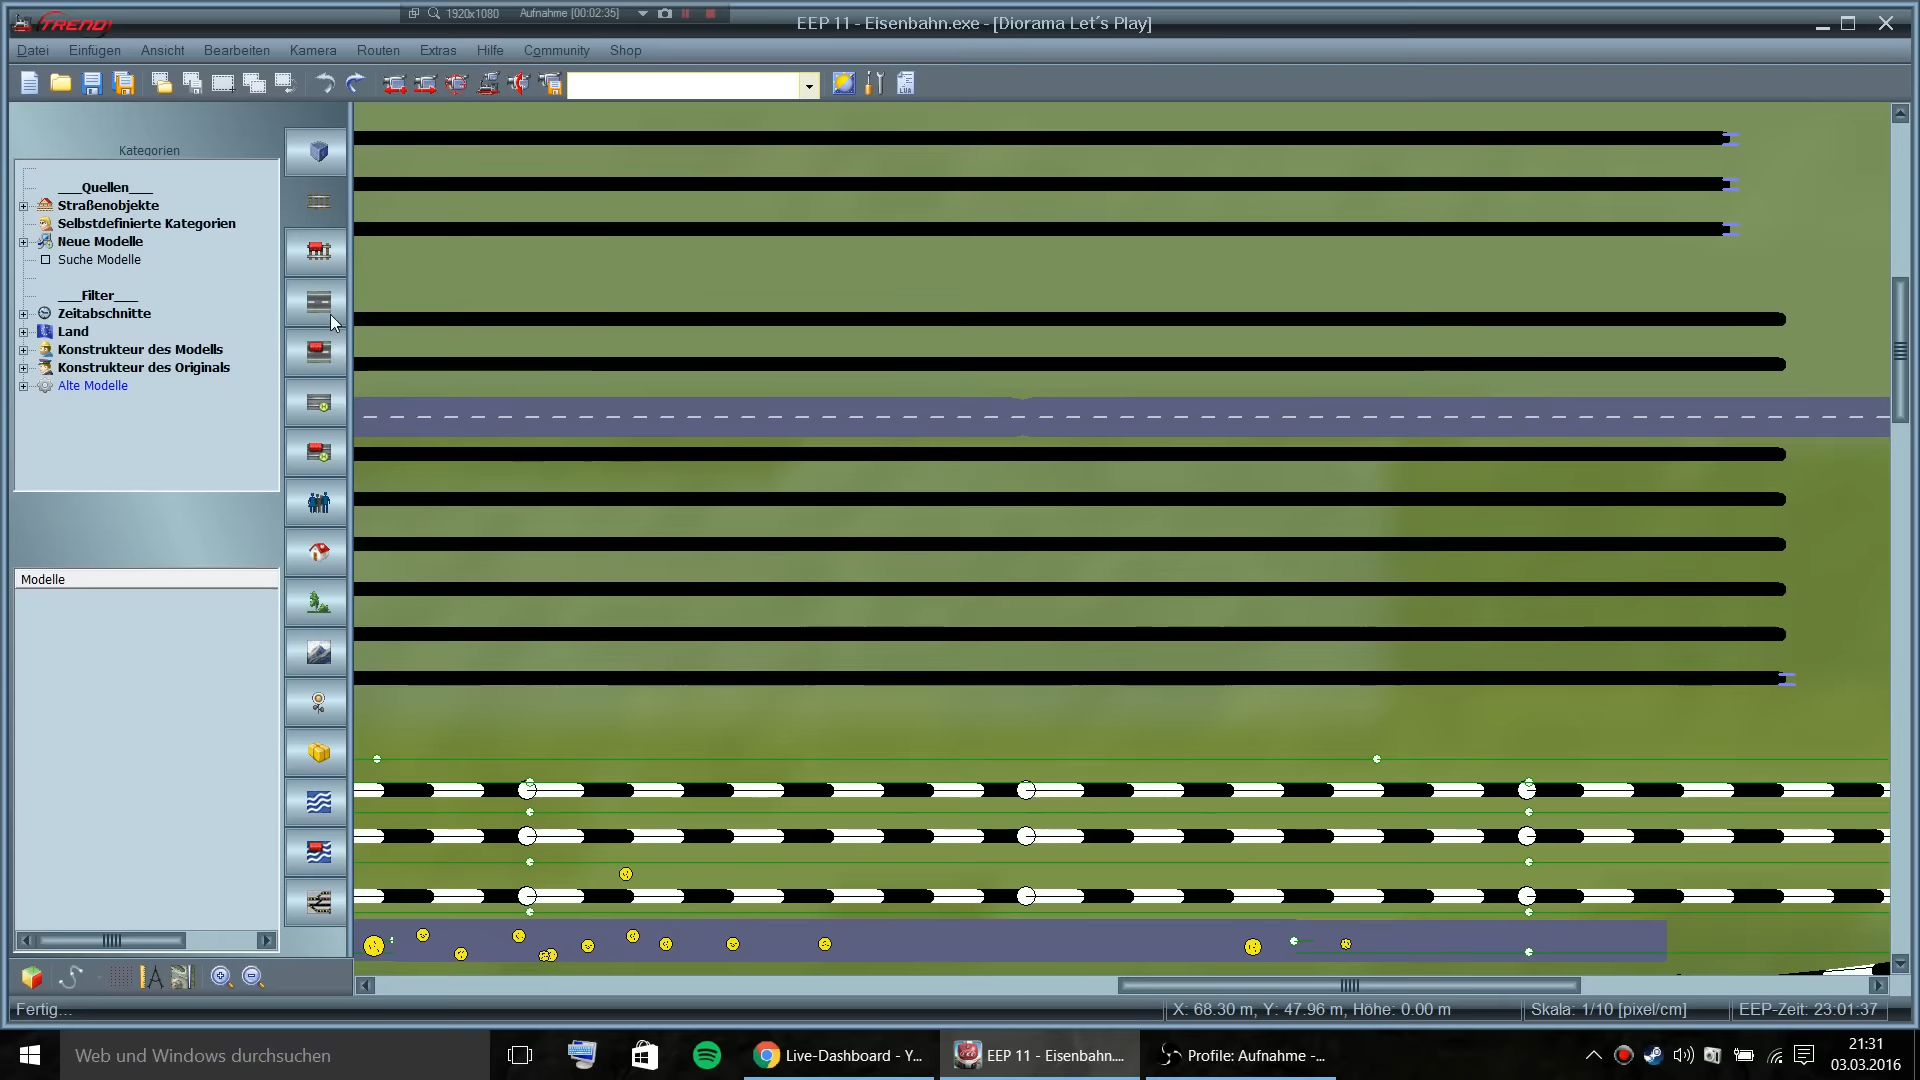 1920x1080 Aufnahme [00:02:35]
TREND
EEP 11 - Eisenbahn.exe - [Diorama Let´s Play]
Datei Einfügen Ansicht Bearbeiten Kamera Routen Extras Hilfe Community Shop
LUA
Kategorien
___Quellen___
Straßenobjekte
Selbstdefinierte Kategorien
Neue Modelle
Suche Modelle
___Filter___
Zeitabschnitte
Land
Konstrukteur des Modells
Konstrukteur des Originals
Alte Modelle
Modelle
Fertig...
X: 68.30 m, Y: 47.96 m, Höhe: 0.00 m
Skala: 1/10 [pixel/cm]
EEP-Zeit: 23:01:37
Web und Windows durchsuchen
Live-Dashboard - Y...
EEP 11 - Eisenbahn....
Profile: Aufnahme -...
21:31
03.03.2016